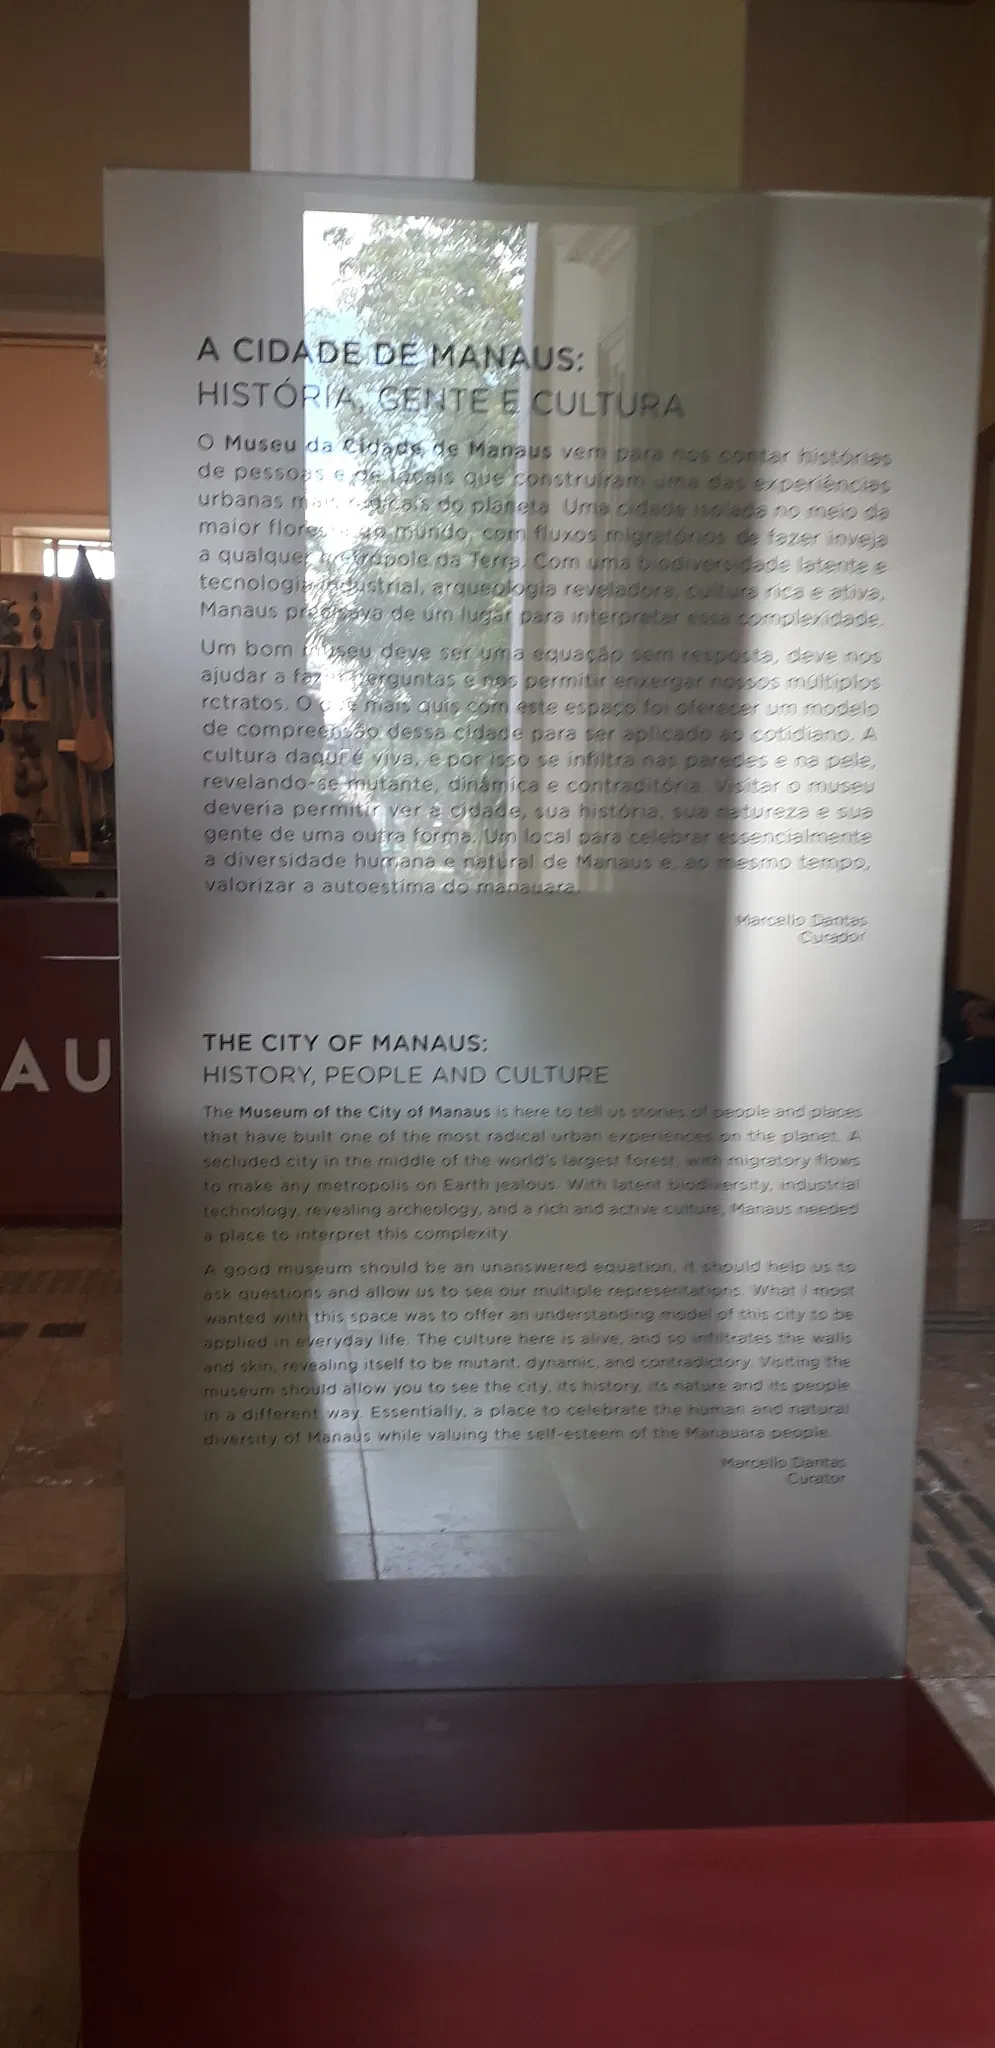 A CIDADE DE MANAUS:
HISTÓRIA, GENTE E CULTURA
O Museu da Cidade de Manaus vem para nos contar histórias
de pessoas e de locais que construíram uma das experiências
urbanas mais radicais do planeta. Uma cidade isolada no meio da
maior floresta do mundo, com fluxos migratórios de fazer inveja
a qualquer metrópole da Terra. Com uma biodiversidade latente e
tecnologia industrial, arqueologia reveladora, cultura rica e ativa,
Manaus precisava de um lugar para interpretar essa complexidade.
Um bom museu deve ser uma equação sem resposta, deve nos
ajudar a fazer perguntas e nos permitir enxergar nossos múltiplos
retratos. O que mais quis com este espaço foi oferecer um modelo
de compreensão dessa cidade para ser aplicado ao cotidiano. A
cultura daqui é viva, e por isso se infiltra nas paredes e na pele,
revelando-se mutante, dinâmica e contraditória. Visitar o museu
deveria permitir ver a cidade, sua história, sua natureza e sua
gente de uma outra forma. Um local para celebrar essencialmente
a diversidade humana e natural de Manaus e, ao mesmo tempo,
valorizar a autoestima do manauara.
Marcello Dantas
Curador
AU
THE CITY OF MANAUS:
HISTORY, PEOPLE AND CULTURE
The Museum of the City of Manaus is here to tell us stories of people and places
that have built one of the most radical urban experiences on the planet. A
secluded city in the middle of the world's largest forest, with migratory flows
to make any metropolis on Earth jealous. With latent biodiversity, industrial
technology, revealing archeology, and a rich and active culture, Manaus needed
a place to interpret this complexity.
A good museum should be an unanswered equation, it should help us to
ask questions and allow us to see our multiple representations. What I most
wanted with this space was to offer an understanding model of this city to be
applied in everyday life. The culture here is alive, and so infiltrates the walls
and skin, revealing itself to be mutant, dynamic, and contradictory. Visiting the
museum should allow you to see the city, its history, its nature and its people
in a different way. Essentially, a place to celebrate the human and natural
diversity of Manaus while valuing the self-esteem of the Manauara people.
Marcello Dantas
Curator